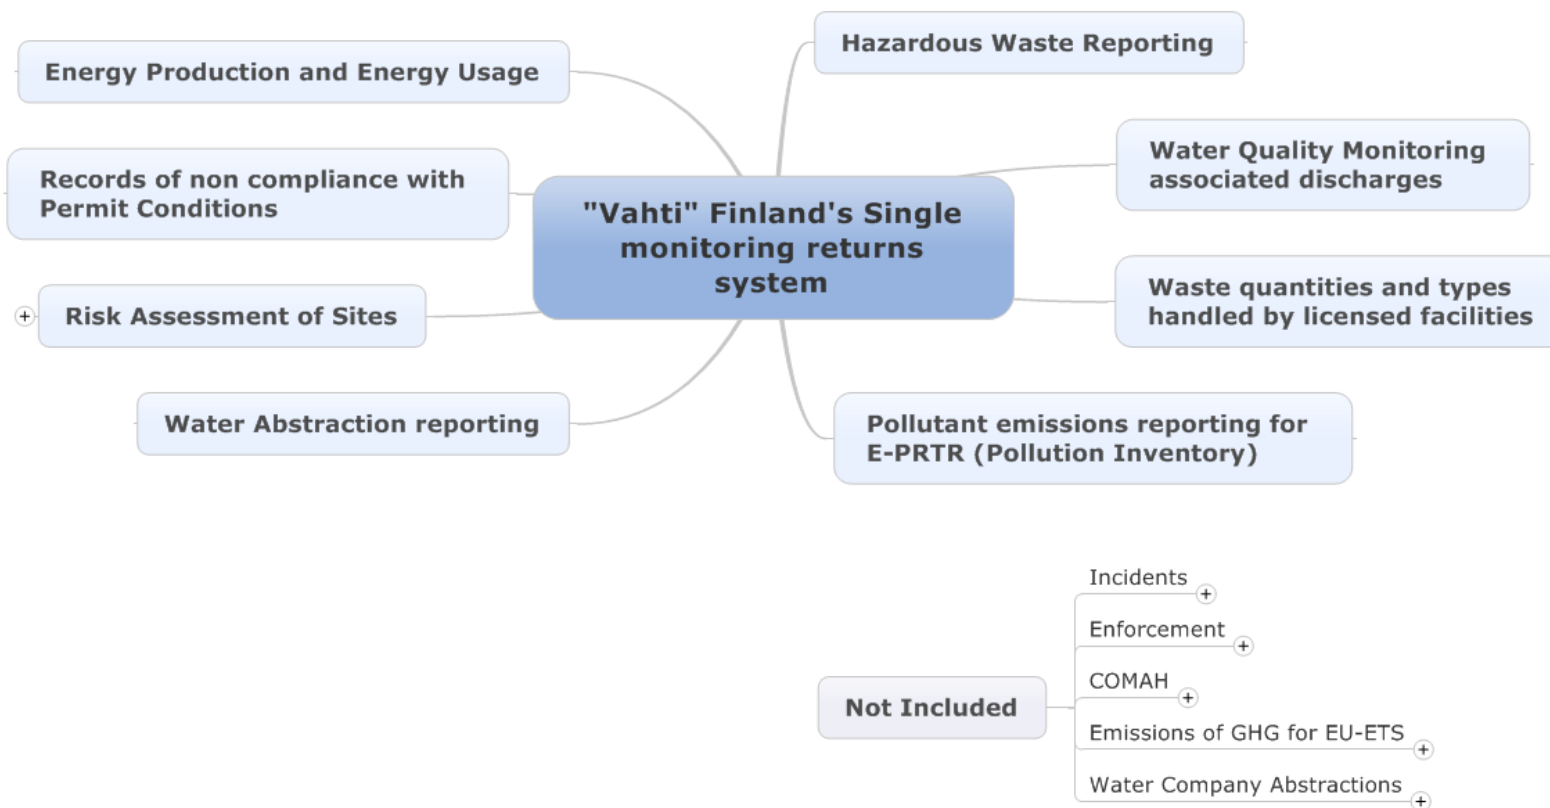 Hazardous Waste Reporting
Energy Production and Energy Usage
Water Quality Monitoring
associated discharges
Records of non compliance with
Permit Conditions
"Vahti" Finland's Single
monitoring returns
system
Waste quantities and types
handled by licensed facilities
Risk Assessment of Sites
Water Abstraction reporting
Pollutant emissions reporting for
E-PRTR (Pollution Inventory)
Not Included
Incidents
Enforcement
COMAH
Emissions of GHG for EU-ETS
Water Company Abstractions